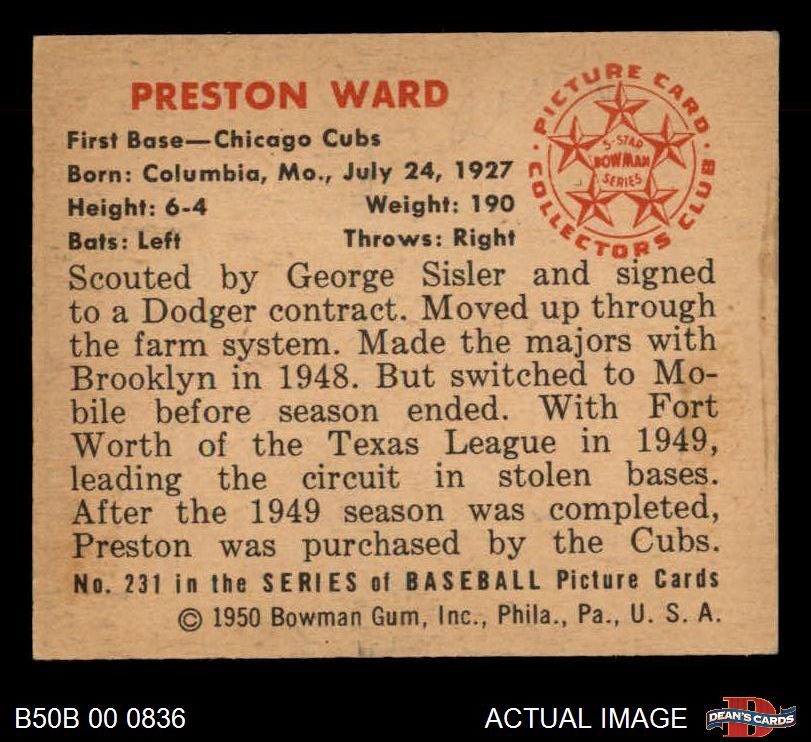 PRESTON WARD
First Base—Chicago Cubs
Born: Columbia, Mo., July 24, 1927
Height: 6-4 Weight: 190
Bats: Left Throws: Right
PICTURE CARD
5-STAR
BOWMAN
SERIES
COLLECTORS CLUB
Scouted by George Sisler and signed
to a Dodger contract. Moved up through
the farm system. Made the majors with
Brooklyn in 1948. But switched to Mo-
bile before season ended. With Fort
Worth of the Texas League in 1949,
leading the circuit in stolen bases.
After the 1949 season was completed,
Preston was purchased by the Cubs.
No. 231 in the SERIES of BASEBALL Picture Cards
© 1950 Bowman Gum, Inc., Phila., Pa., U. S. A.
B50B 00 0836 ACTUAL IMAGE
D
DEAN'S CARDS